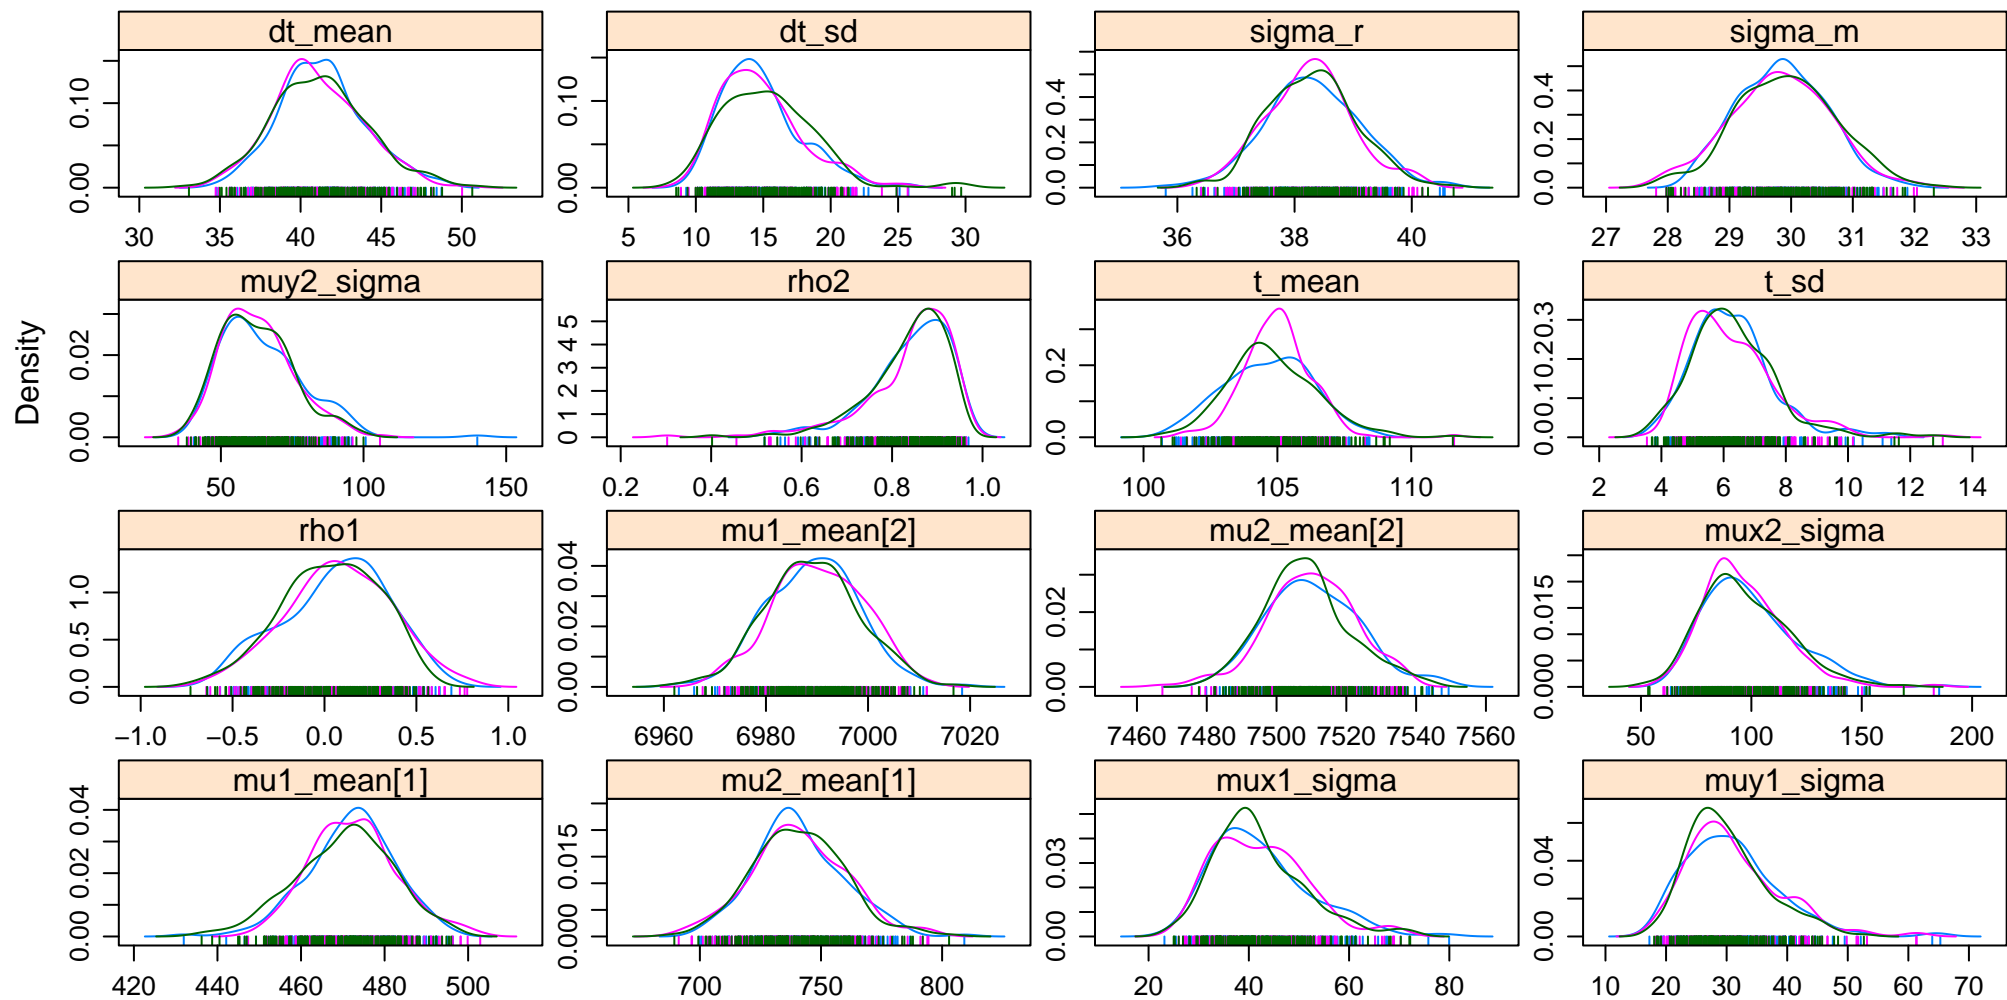 dt_mean dt_sd sigma_r sigma_m
0.00 0.10 0.00 0.10 0.0 0.2 0.4 0.0 0.2 0.4
30 35 40 45 50 5 10 15 20 25 30 36 38 40 27 28 29 30 31 32 33
muy2_sigma rho2 t_mean t_sd
0.00 0.02 0 1 2 3 4 5 0.0 0.2 0.00 0.1 0.2 0.3
50 100 150 0.2 0.4 0.6 0.8 1.0 100 105 110 2 4 6 8 10 12 14
Density
rho1 mu1_mean[2] mu2_mean[2] mux2_sigma
0.0 0.5 1.0 0.00 0.02 0.04 0.00 0.02 0.000 0.015
−1.0 −0.5 0.0 0.5 1.0 6960 6980 7000 7020 7460 7480 7500 7520 7540 7560 50 100 150 200
mu1_mean[1] mu2_mean[1] mux1_sigma muy1_sigma
0.00 0.02 0.04 0.000 0.015 0.00 0.03 0.00 0.04
420 440 460 480 500 700 750 800 20 40 60 80 10 20 30 40 50 60 70